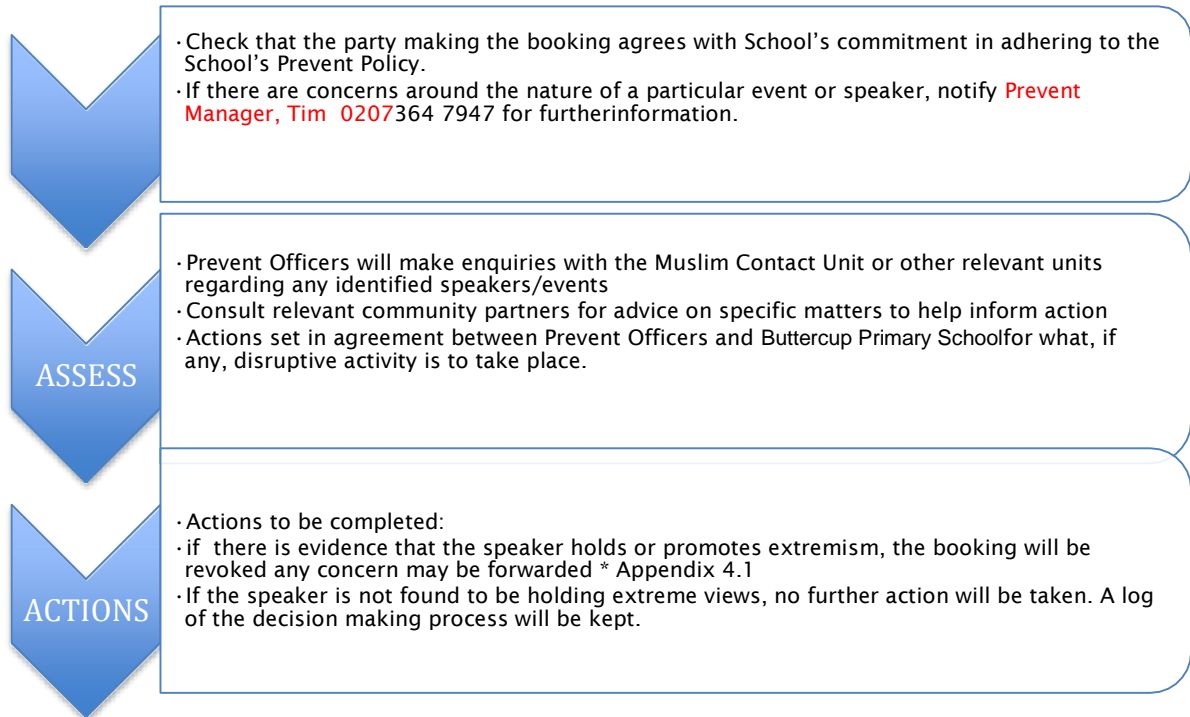 ·Check that the party making the booking agrees with School's commitment in adhering to the
School's Prevent Policy.
·If there are concerns around the nature of a particular event or speaker, notify Prevent
Manager, Tim  0207364 7947 for furtherinformation.
ASSESS
·Prevent Officers will make enquiries with the Muslim Contact Unit or other relevant units
regarding any identified speakers/events
·Consult relevant community partners for advice on specific matters to help inform action
·Actions set in agreement between Prevent Officers and Buttercup Primary Schoolfor what, if
any, disruptive activity is to take place.
ACTIONS
·Actions to be completed:
·if  there is evidence that the speaker holds or promotes extremism, the booking will be
revoked any concern may be forwarded * Appendix 4.1
·If the speaker is not found to be holding extreme views, no further action will be taken. A log
of the decision making process will be kept.